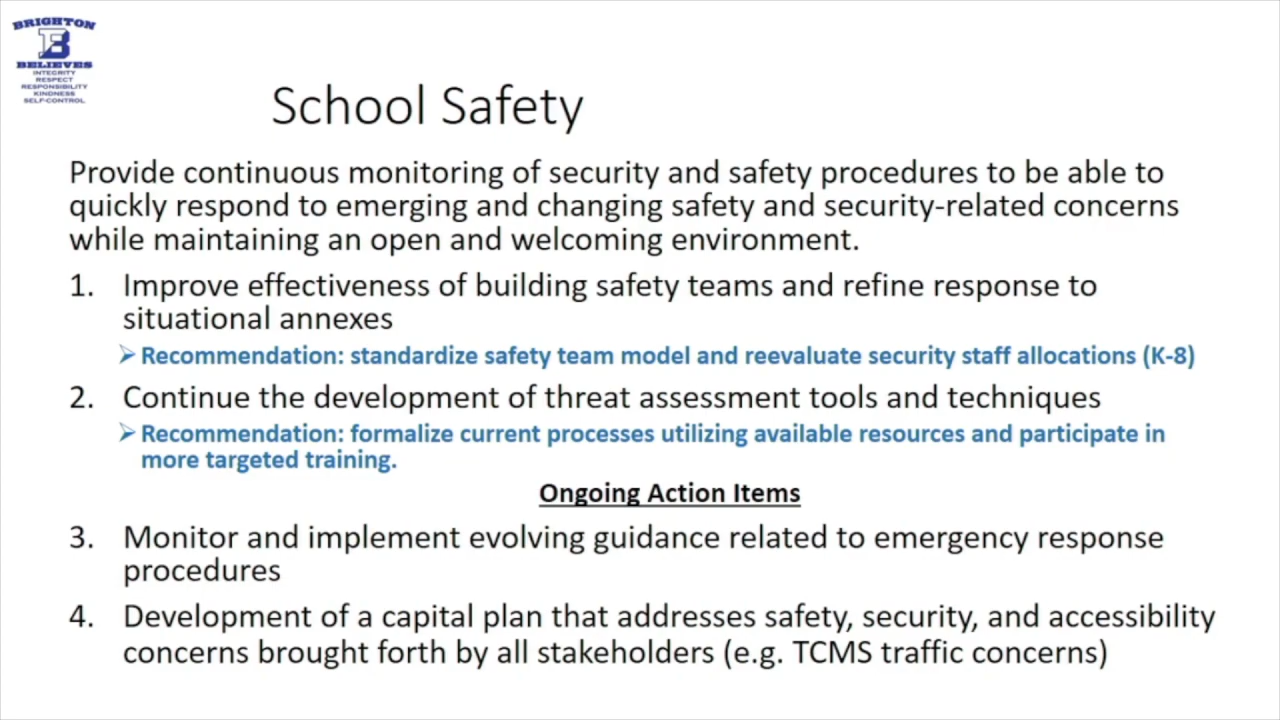 BRIGHTON
B
BELIEVES
INTEGRITY
RESPECT
RESPONSIBILITY
KINDNESS
SELF-CONTROL
School Safety
Provide continuous monitoring of security and safety procedures to be able to
quickly respond to emerging and changing safety and security-related concerns
while maintaining an open and welcoming environment.
1. Improve effectiveness of building safety teams and refine response to
situational annexes
➢ Recommendation: standardize safety team model and reevaluate security staff allocations (K-8)
2. Continue the development of threat assessment tools and techniques
➢ Recommendation: formalize current processes utilizing available resources and participate in
more targeted training.
Ongoing Action Items
3. Monitor and implement evolving guidance related to emergency response
procedures
4. Development of a capital plan that addresses safety, security, and accessibility
concerns brought forth by all stakeholders (e.g. TCMS traffic concerns)